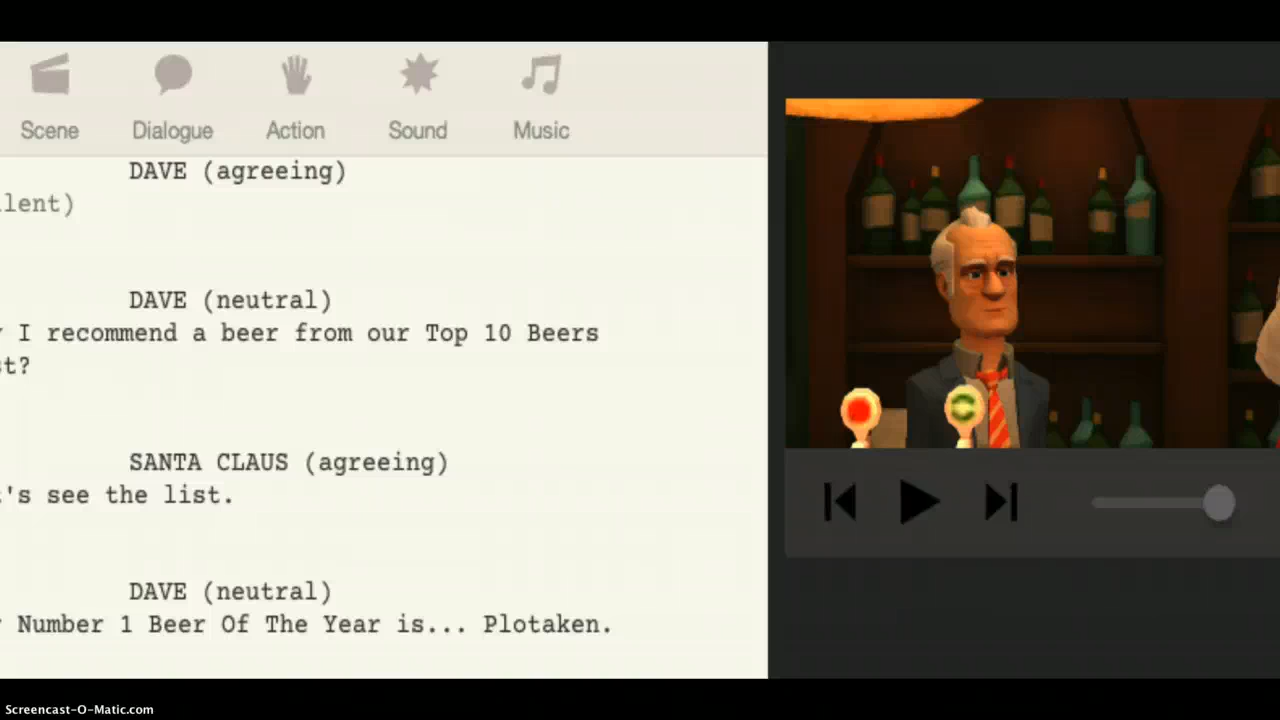 Scene Dialogue Action Sound Music
DAVE (agreeing)
lent)
DAVE (neutral)
I recommend a beer from our Top 10 Beers
st?
SANTA CLAUS (agreeing)
t's see the list.
DAVE (neutral)
Number 1 Beer Of The Year is... Plotaken.
Screencast-O-Matic.com